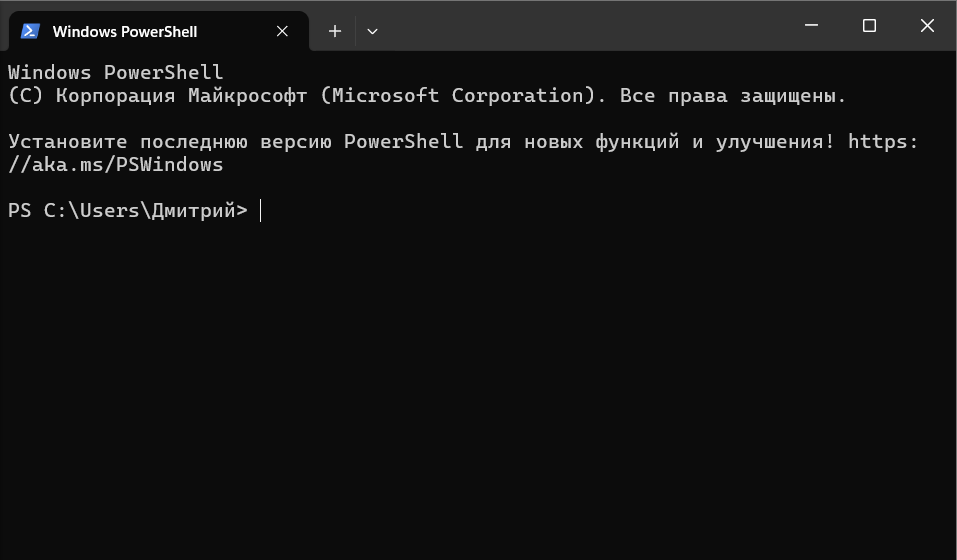 Windows PowerShell
Windows PowerShell
(C) Корпорация Майкрософт (Microsoft Corporation). Все права защищены.
Установите последнюю версию PowerShell для новых функций и улучшения! https:
//aka.ms/PSWindows
PS C:\Users\Дмитрий>